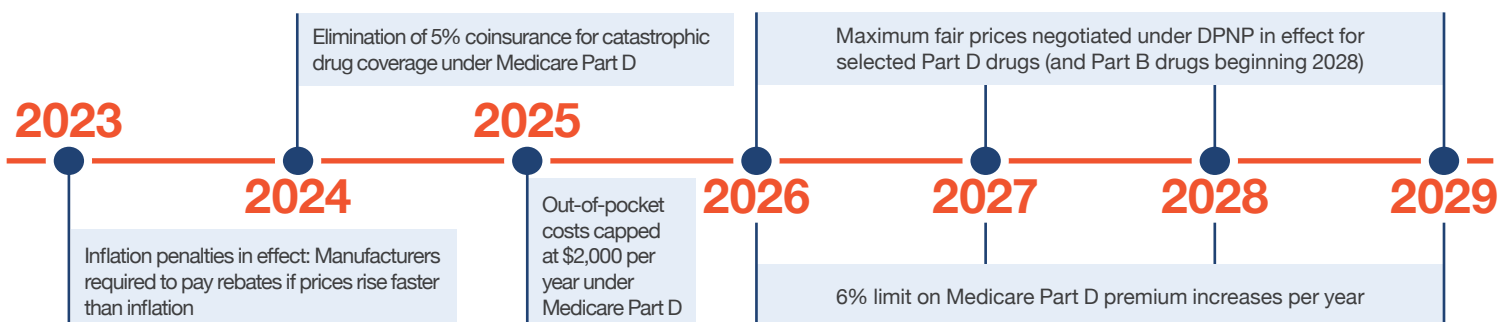 2023
Inflation penalties in effect: Manufacturers
required to pay rebates if prices rise faster
than inflation
Elimination of 5% coinsurance for catastrophic
drug coverage under Medicare Part D
2024
2025
Out-of-pocket
costs capped
at $2,000 per
year under
Medicare Part D
Maximum fair prices negotiated under DPNP in effect for
selected Part D drugs (and Part B drugs beginning 2028)
2026
2027
2028
2029
6% limit on Medicare Part D premium increases per year